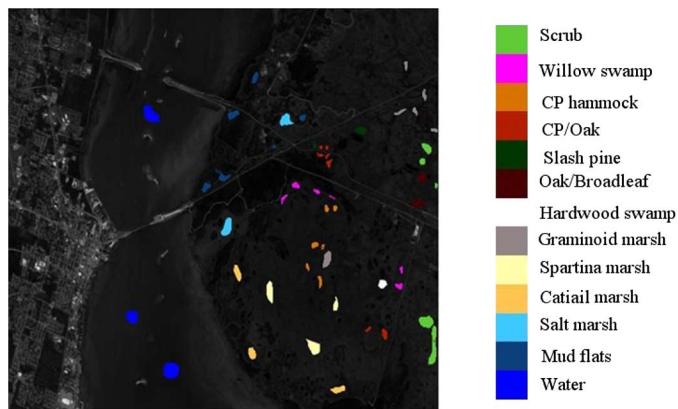 Scrub
Willow swamp
CP hammock
CP/Oak
Slash pine
Oak/Broadleaf
Hardwood swamp
Graminoid marsh
Spartina marsh
Catiail marsh
Salt marsh
Mud flats
Water